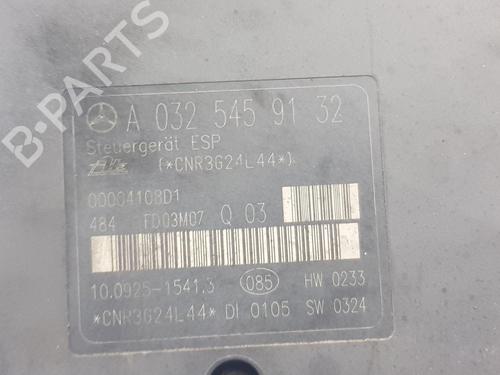 B-PARTS
A 032 545 91 32
Steuergerät ESP
Ate (*CNR3G24L44*)
00004108D1
484 FD03M07 Q 03
10.0925-1541.3 085 HW 0233
*CNR3G24L44* DI 0105 SW 0324